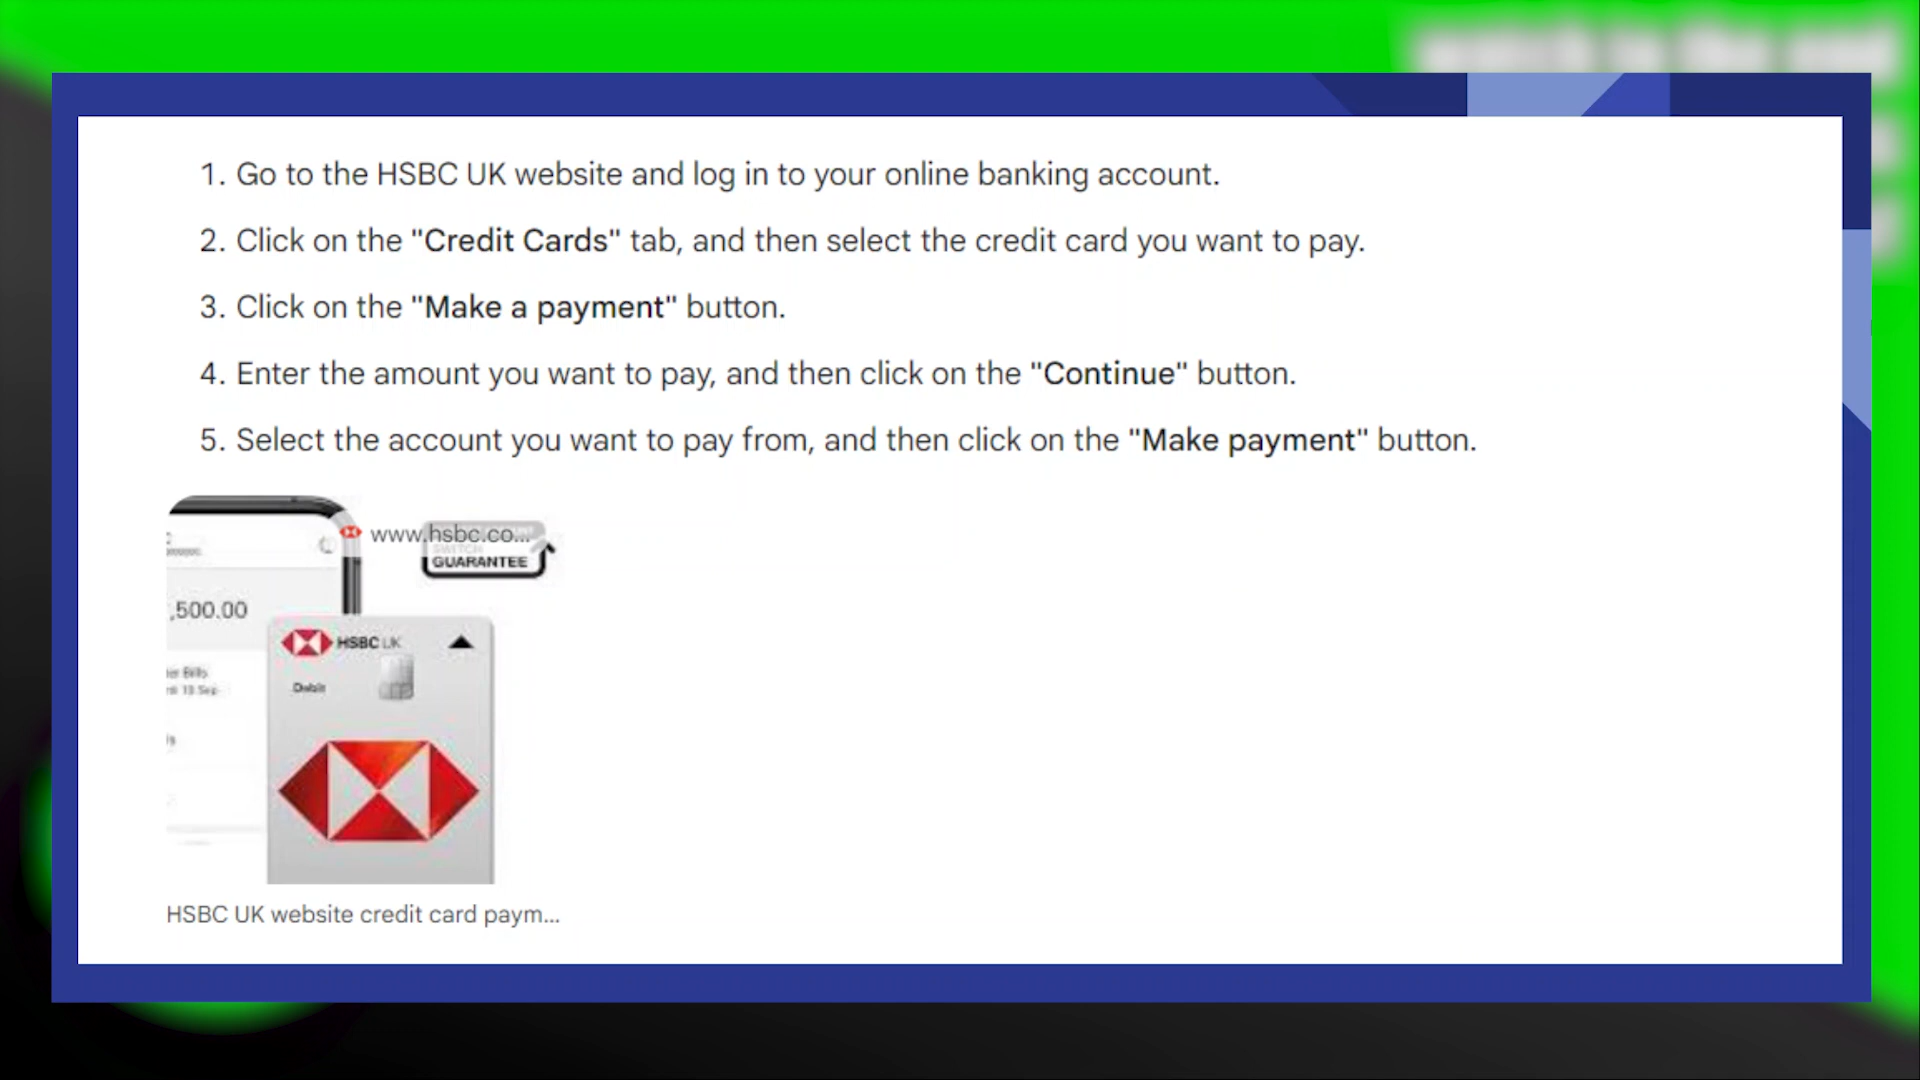 1. Go to the HSBC UK website and log in to your online banking account.
2. Click on the "Credit Cards" tab, and then select the credit card you want to pay.
3. Click on the "Make a payment" button.
4. Enter the amount you want to pay, and then click on the "Continue" button.
5. Select the account you want to pay from, and then click on the "Make payment" button.
www.hsbc.co...
SWITCH
GUARANTEE
,500.00
HSBC UK
Debit
HSBC UK website credit card paym...